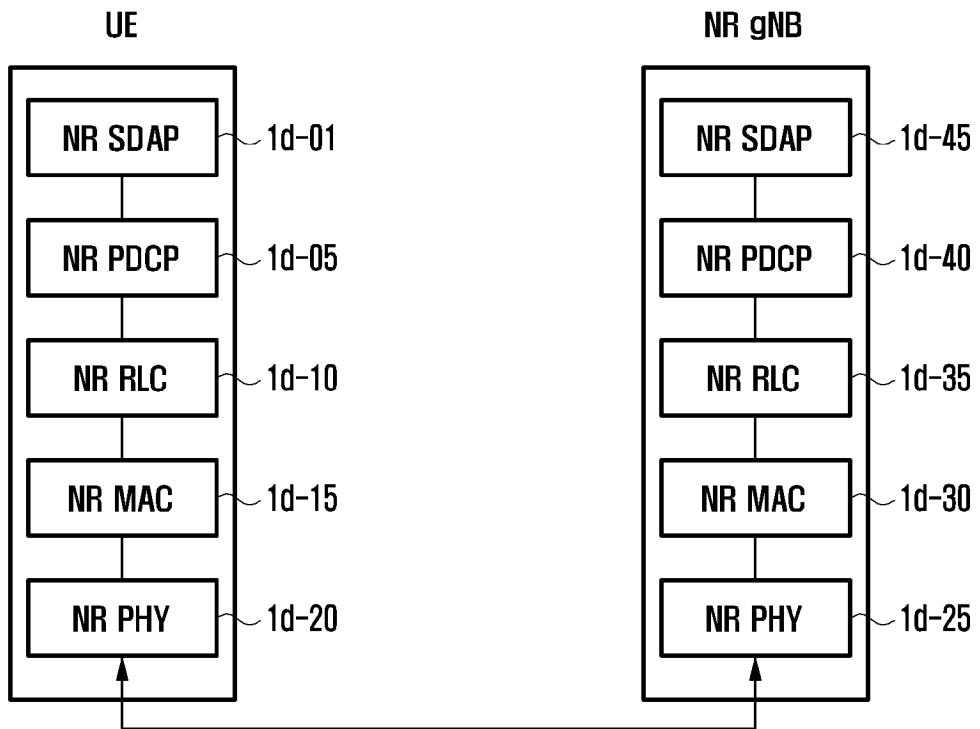 UE NR gNB
NR SDAP 1d-01 NR SDAP 1d-45
NR PDCP 1d-05 NR PDCP 1d-40
NR RLC 1d-10 NR RLC 1d-35
NR MAC 1d-15 NR MAC 1d-30
NR PHY 1d-20 NR PHY 1d-25